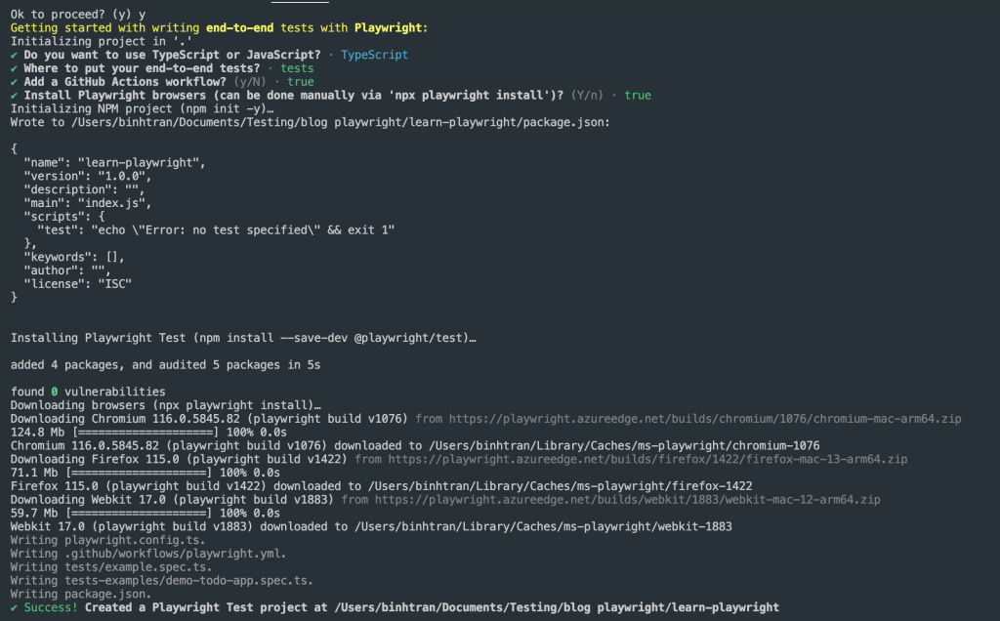 Ok to proceed? (y) y
Getting started with writing end-to-end tests with Playwright:
Initializing project in '.'
✔ Do you want to use TypeScript or JavaScript? · TypeScript
✔ Where to put your end-to-end tests? · tests
✔ Add a GitHub Actions workflow? (y/N) · true
✔ Install Playwright browsers (can be done manually via 'npx playwright install')? (Y/n) · true
Initializing NPM project (npm init -y)…
Wrote to /Users/binhtran/Documents/Testing/blog playwright/learn-playwright/package.json:

{
  "name": "learn-playwright",
  "version": "1.0.0",
  "description": "",
  "main": "index.js",
  "scripts": {
    "test": "echo \"Error: no test specified\" && exit 1"
  },
  "keywords": [],
  "author": "",
  "license": "ISC"
}

Installing Playwright Test (npm install --save-dev @playwright/test)…

added 4 packages, and audited 5 packages in 5s

found 0 vulnerabilities
Downloading browsers (npx playwright install)…
Downloading Chromium 116.0.5845.82 (playwright build v1076) from https://playwright.azureedge.net/builds/chromium/1076/chromium-mac-arm64.zip
124.8 Mb [====================] 100% 0.0s
Chromium 116.0.5845.82 (playwright build v1076) downloaded to /Users/binhtran/Library/Caches/ms-playwright/chromium-1076
Downloading Firefox 115.0 (playwright build v1422) from https://playwright.azureedge.net/builds/firefox/1422/firefox-mac-13-arm64.zip
71.1 Mb [====================] 100% 0.0s
Firefox 115.0 (playwright build v1422) downloaded to /Users/binhtran/Library/Caches/ms-playwright/firefox-1422
Downloading Webkit 17.0 (playwright build v1883) from https://playwright.azureedge.net/builds/webkit/1883/webkit-mac-12-arm64.zip
59.7 Mb [====================] 100% 0.0s
Webkit 17.0 (playwright build v1883) downloaded to /Users/binhtran/Library/Caches/ms-playwright/webkit-1883
Writing playwright.config.ts.
Writing .github/workflows/playwright.yml.
Writing tests/example.spec.ts.
Writing tests-examples/demo-todo-app.spec.ts.
Writing package.json.
✔ Success! Created a Playwright Test project at /Users/binhtran/Documents/Testing/blog playwright/learn-playwright